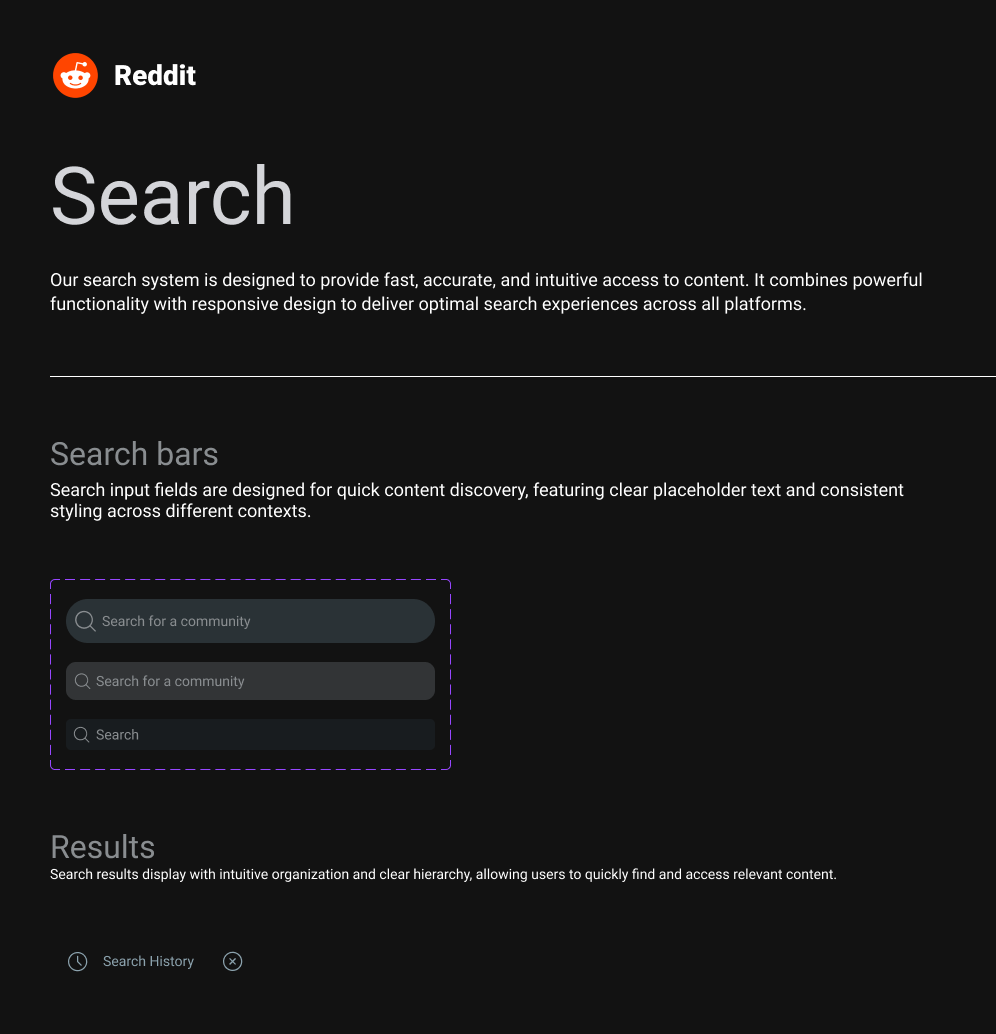 Reddit
Search
Our search system is designed to provide fast, accurate, and intuitive access to content. It combines powerful
functionality with responsive design to deliver optimal search experiences across all platforms.
Search bars
Search input fields are designed for quick content discovery, featuring clear placeholder text and consistent
styling across different contexts.
Search for a community
Search for a community
Search
Results
Search results display with intuitive organization and clear hierarchy, allowing users to quickly find and access relevant content.
Search History